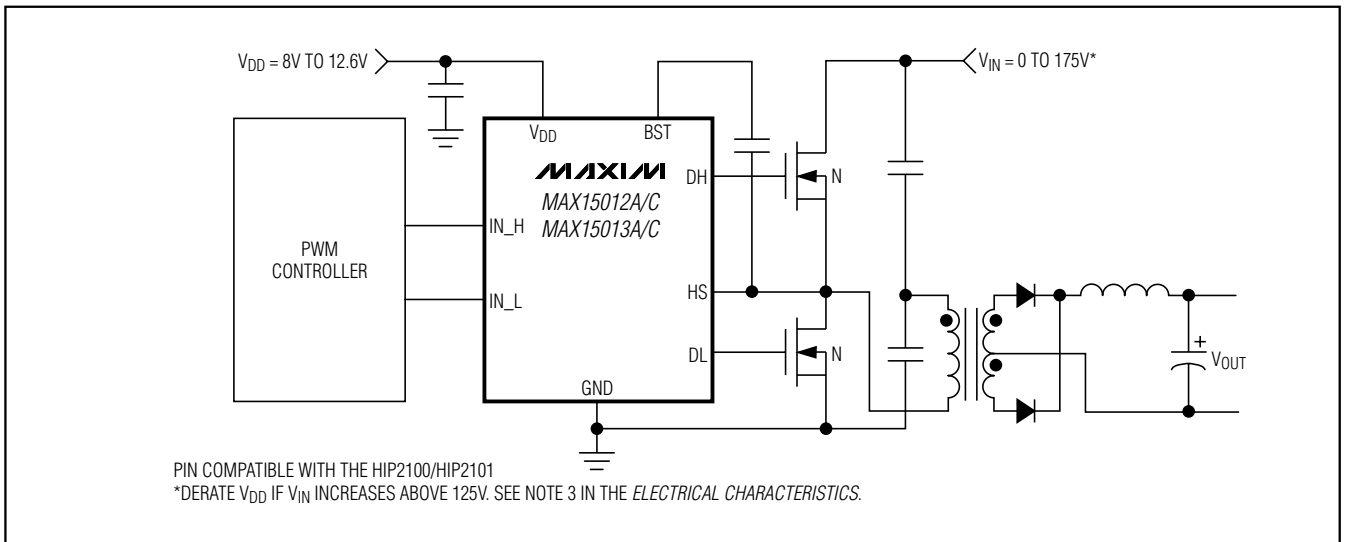 V_DD = 8V TO 12.6V
V_IN = 0 TO 175V*
V_DD
BST
MAXIM
DH
N
MAX15012A/C
MAX15013A/C
IN_H
PWM
CONTROLLER
IN_L
HS
DL
N
+
V_OUT
GND
PIN COMPATIBLE WITH THE HIP2100/HIP2101
*DERATE V_DD IF V_IN INCREASES ABOVE 125V. SEE NOTE 3 IN THE ELECTRICAL CHARACTERISTICS.